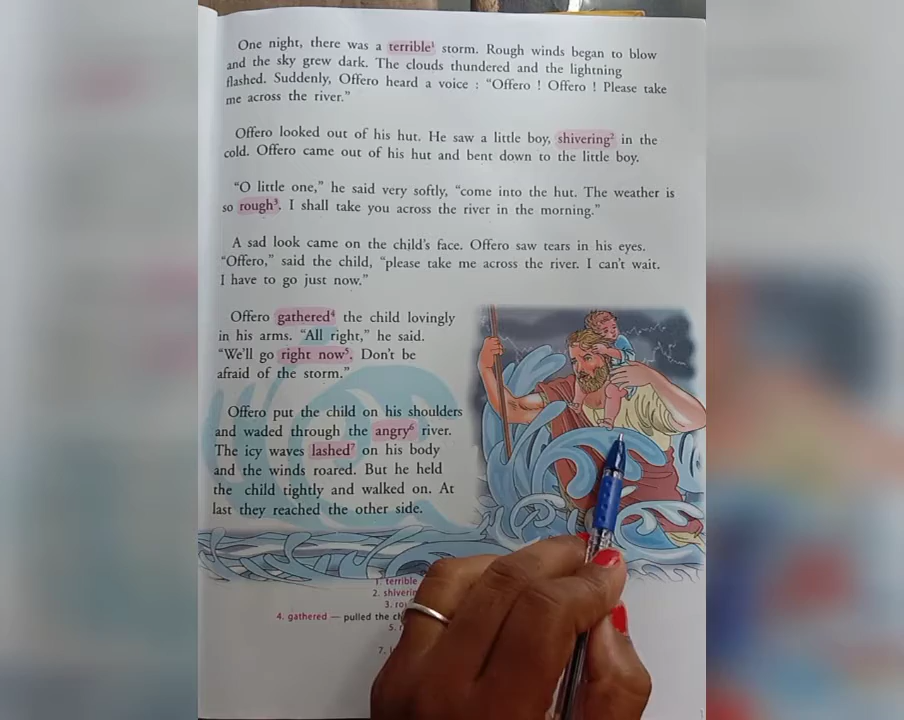 One night, there was a terrible¹ storm. Rough winds began to blow
and the sky grew dark. The clouds thundered and the lightning
flashed. Suddenly, Offero heard a voice : “Offero ! Offero ! Please take
me across the river.”
Offero looked out of his hut. He saw a little boy, shivering² in the
cold. Offero came out of his hut and bent down to the little boy.
“O little one,” he said very softly, “come into the hut. The weather is
so rough³. I shall take you across the river in the morning.”
A sad look came on the child’s face. Offero saw tears in his eyes.
“Offero,” said the child, “please take me across the river. I can’t wait.
I have to go just now.”
Offero gathered⁴ the child lovingly
in his arms. “All right,” he said.
“We’ll go right now⁵. Don’t be
afraid of the storm.”
Offero put the child on his shoulders
and waded through the angry⁶ river.
The icy waves lashed⁷ on his body
and the winds roared. But he held
the child tightly and walked on. At
last they reached the other side.
1. terrible
2.
3.
4. gathered — pulled the
5.
7.